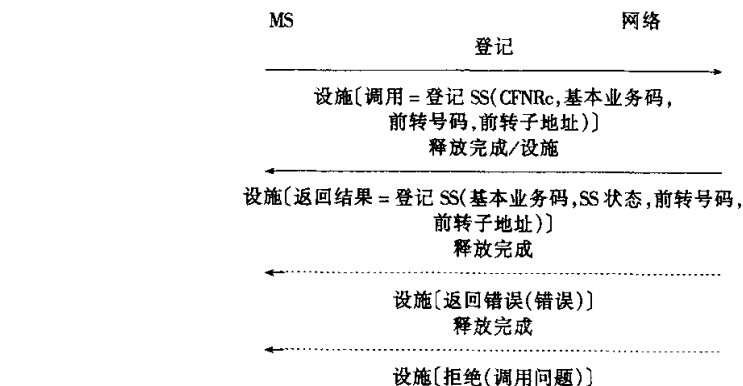 MS 网络
登记
设施〔调用=登记 SS(CFNRc,基本业务码,
前转号码,前转子地址)〕
释放完成/设施
设施〔返回结果=登记 SS(基本业务码,SS 状态,前转号码,
前转子地址)〕
释放完成
设施〔返回错误(错误)〕
释放完成
设施〔拒绝(调用问题)〕